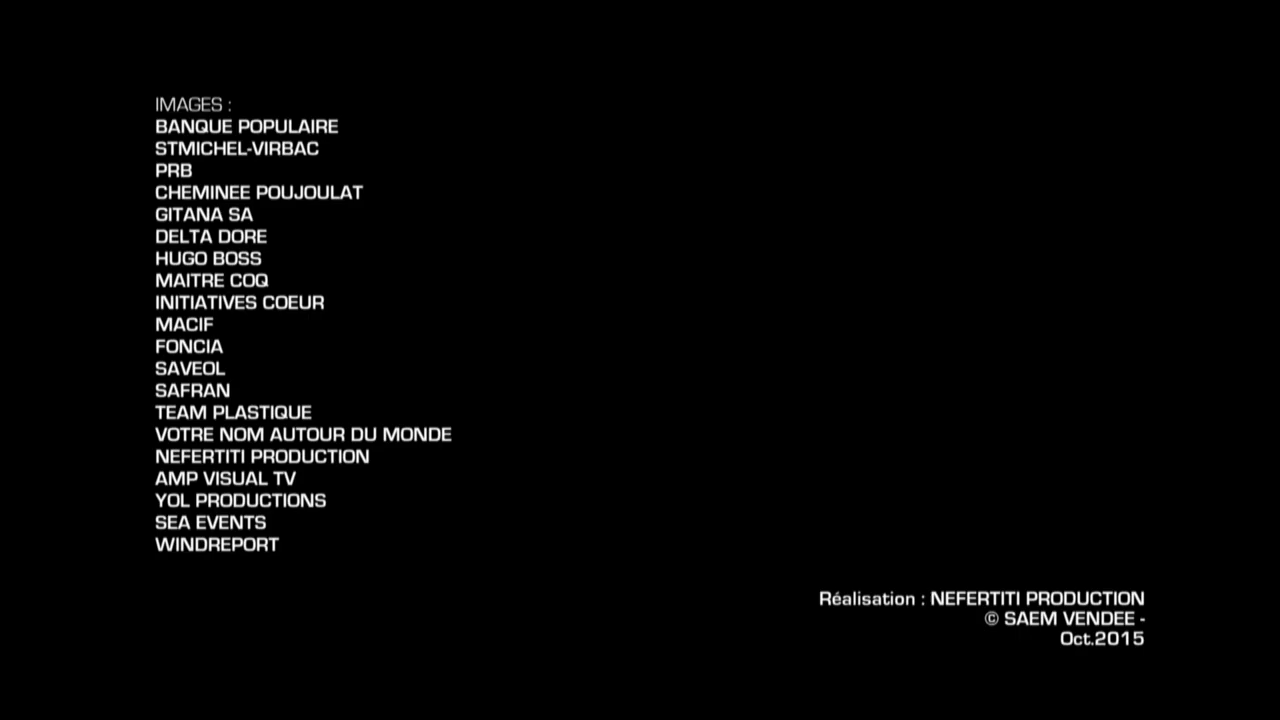 IMAGES :
BANQUE POPULAIRE
STMICHEL-VIRBAC
PRB
CHEMINEE POUJOULAT
GITANA SA
DELTA DORE
HUGO BOSS
MAITRE COQ
INITIATIVES COEUR
MACIF
FONCIA
SAVEOL
SAFRAN
TEAM PLASTIQUE
VOTRE NOM AUTOUR DU MONDE
NEFERTITI PRODUCTION
AMP VISUAL TV
YOL PRODUCTIONS
SEA EVENTS
WINDREPORT
Réalisation : NEFERTITI PRODUCTION
© SAEM VENDEE -
Oct.2015